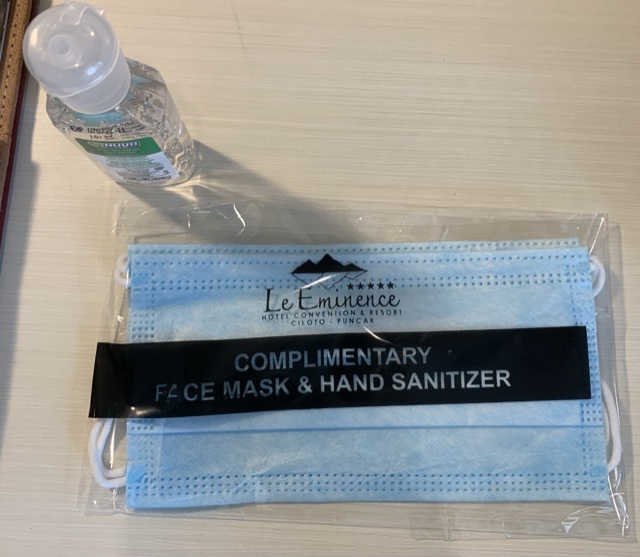 Le Eminence
HOTEL CONVENTION & RESORT
CILOTO - PUNCAK
COMPLIMENTARY
FACE MASK & HAND SANITIZER